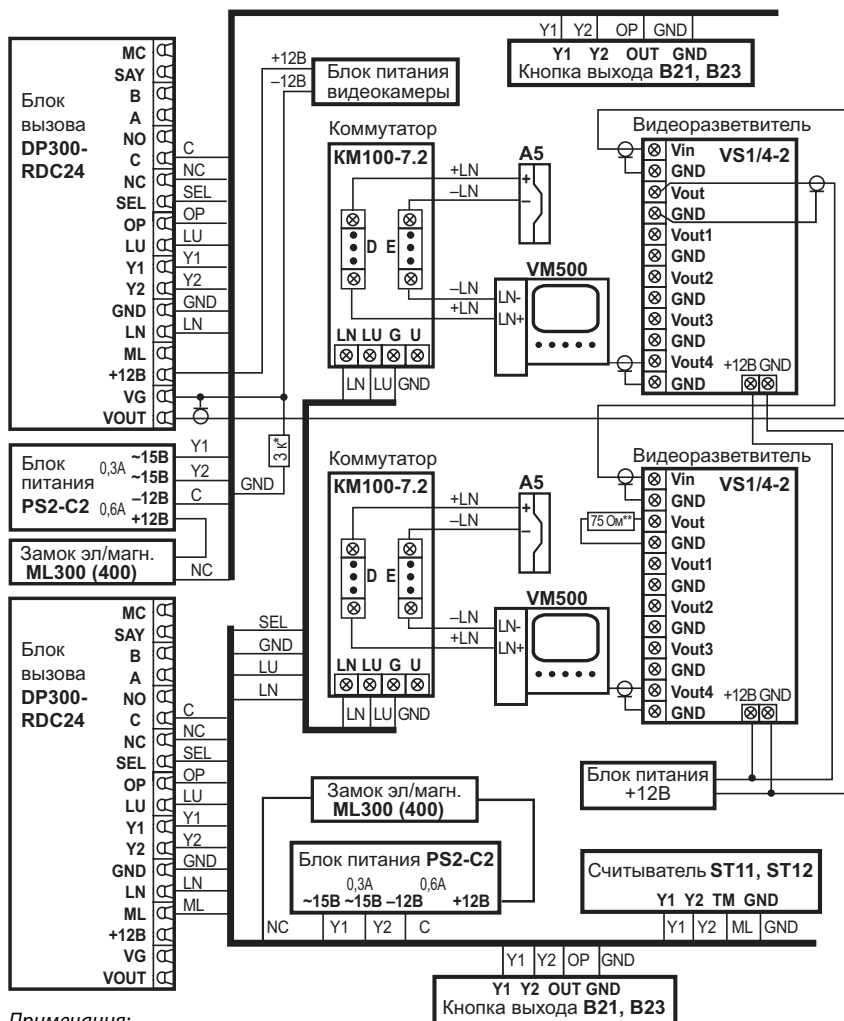 Блок вызова DP300-RDC24
MC
SAY
B
A
NO
C
NC
SEL
OP
LU
Y1
Y2
GND
LN
ML
+12В
VG
VOUT
C
NC
SEL
OP
LU
Y1
Y2
GND
LN
+12В
–12В
Блок питания
видеокамеры
Y1 Y2 OP GND
Y1 Y2 OUT GND
Кнопка выхода B21, B23
Коммутатор
KM100-7.2
D E
LN LU G U
LN LU GND
+LN
–LN
A5
+
–
VM500
–LN
+LN
LN-
LN+
Видеоразветвитель
VS1/4-2
Vin
GND
Vout
GND
Vout1
GND
Vout2
GND
Vout3
GND
Vout4
GND
+12В GND
Блок
питания
PS2-C2
0,3А
0,6А
~15В
~15В
–12В
+12В
Y1
Y2
C
GND
3 к*
Замок эл/магн.
ML300 (400)
NC
Коммутатор
KM100-7.2
D E
LN LU G U
LN LU GND
+LN
–LN
A5
+
–
VM500
–LN
+LN
LN-
LN+
Видеоразветвитель
VS1/4-2
Vin
GND
Vout
GND
Vout1
GND
Vout2
GND
Vout3
GND
Vout4
GND
75 Ом**
+12В GND
Блок питания
+12В
Блок
вызова
DP300-
RDC24
MC
SAY
B
A
NO
C
NC
SEL
OP
LU
Y1
Y2
GND
LN
ML
+12В
VG
VOUT
C
NC
SEL
OP
LU
Y1
Y2
GND
LN
ML
SEL
GND
LU
LN
Замок эл/магн.
ML300 (400)
Блок питания PS2-C2
0,3А 0,6А
~15В ~15В –12В +12В
NC Y1 Y2 C
Считыватель ST11, ST12
Y1 Y2 TM GND
Y1 Y2 ML GND
Y1 Y2 OP GND
Y1 Y2 OUT GND
Кнопка выхода B21, B23
Примечания: